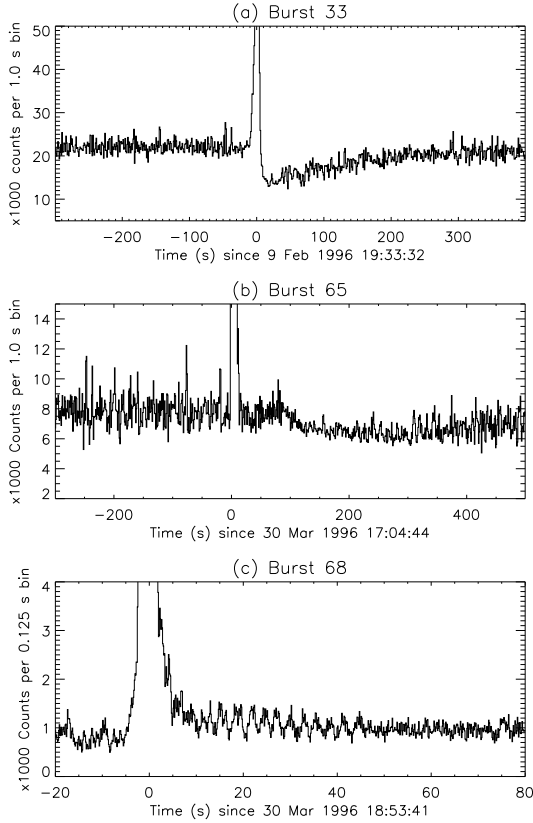 (a) Burst 33
x1000 counts per 1.0 s bin
50
40
30
20
10
-200 -100 0 100 200 300
Time (s) since 9 Feb 1996 19:33:32
(b) Burst 65
x1000 Counts per 1.0 s bin
14
12
10
8
6
4
2
-200 0 200 400
Time (s) since 30 Mar 1996 17:04:44
(c) Burst 68
x1000 Counts per 0.125 s bin
4
3
2
1
0
-20 0 20 40 60 80
Time (s) since 30 Mar 1996 18:53:41